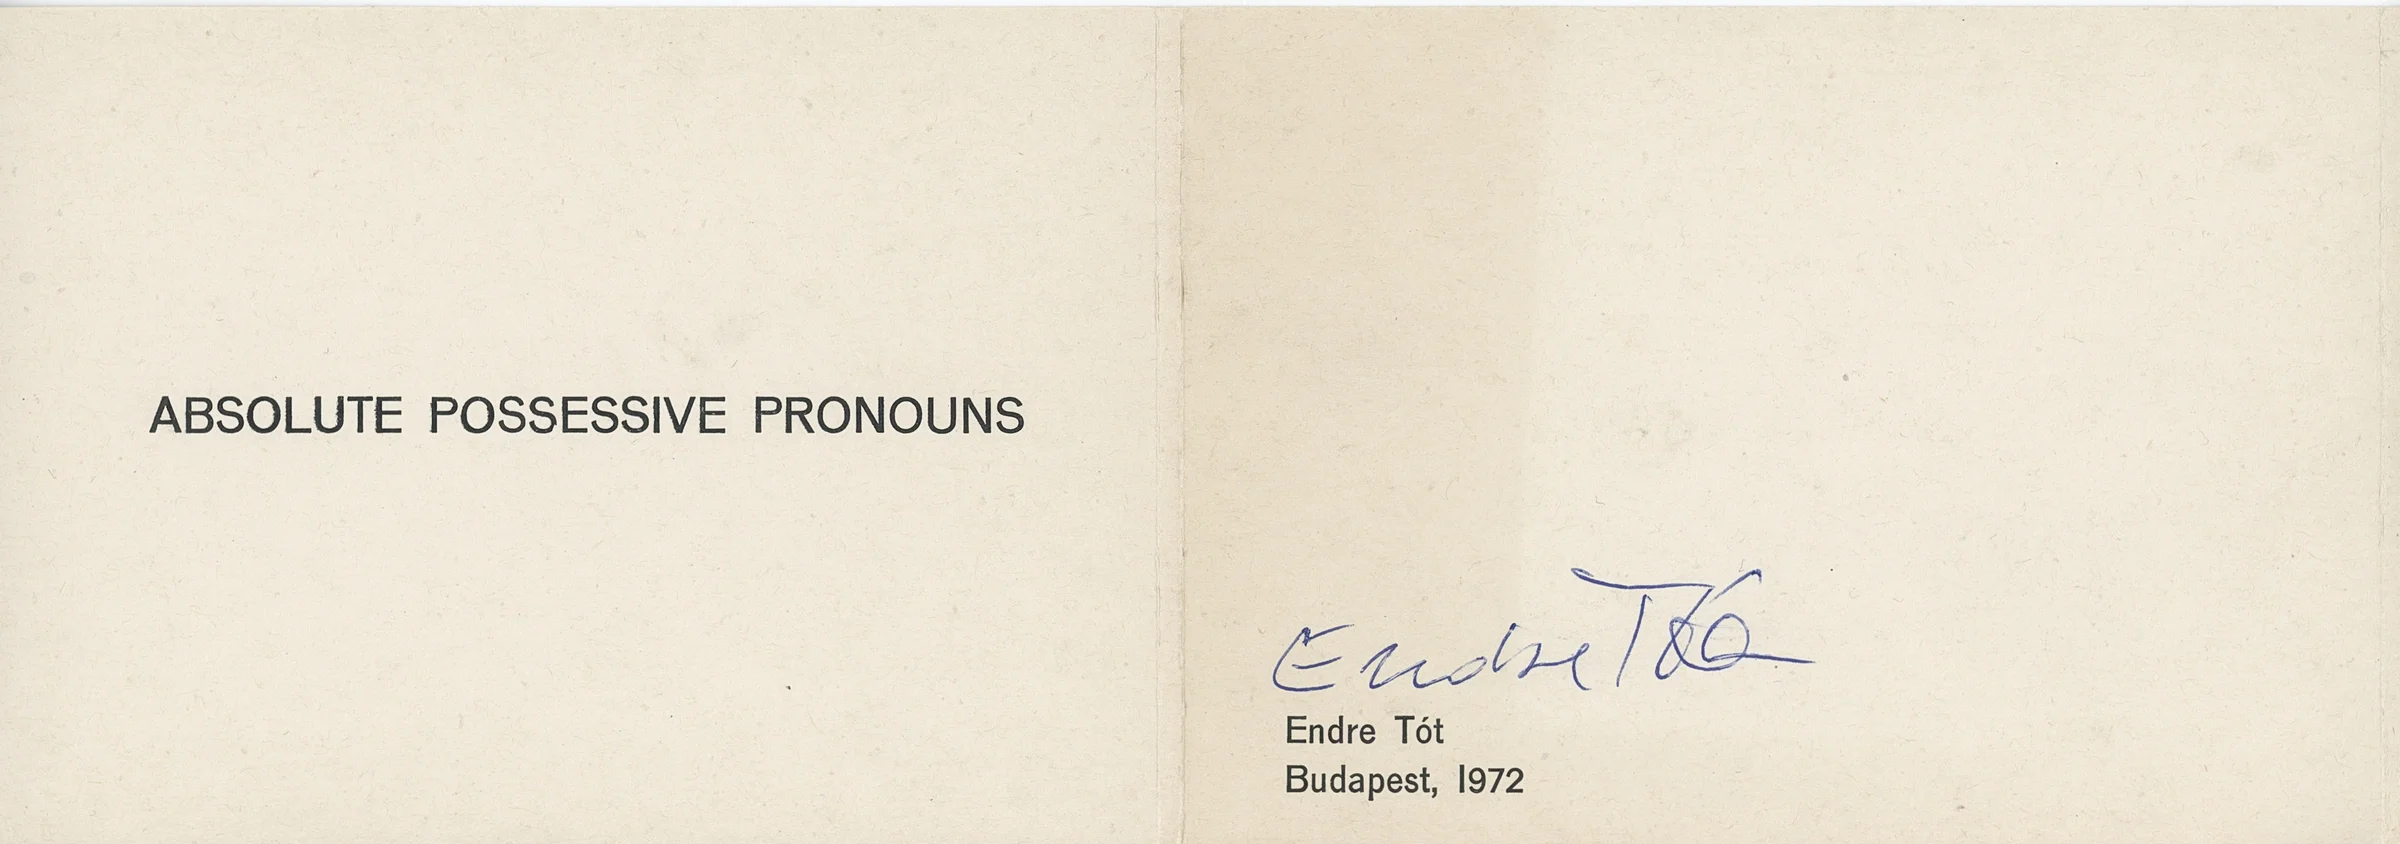 ABSOLUTE POSSESSIVE PRONOUNS
Endre Tót
Endre Tót
Budapest, 1972